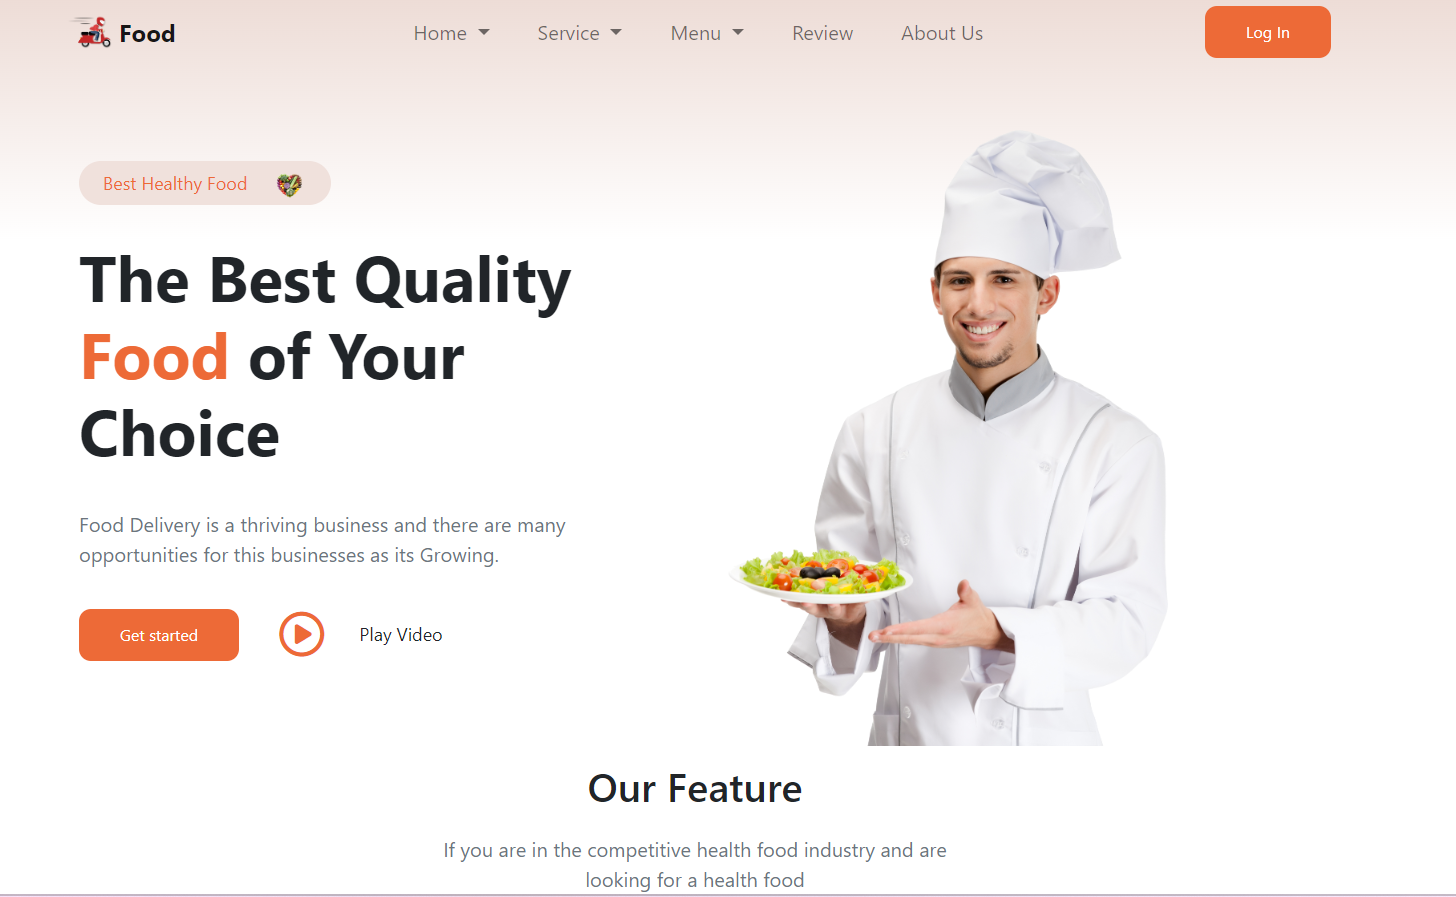 Food
Home
Service
Menu
Review
About Us
Log In
Best Healthy Food
The Best Quality
Food of Your
Choice
Food Delivery is a thriving business and there are many
opportunities for this businesses as its Growing.
Get started
Play Video
Our Feature
If you are in the competitive health food industry and are
looking for a health food